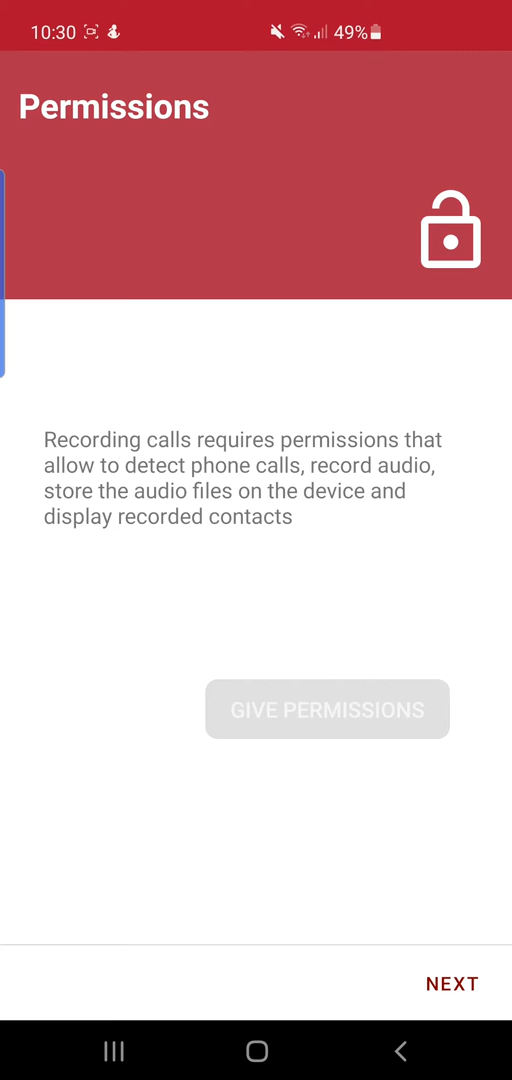 10:30 49%
Permissions
Recording calls requires permissions that
allow to detect phone calls, record audio,
store the audio files on the device and
display recorded contacts
GIVE PERMISSIONS
NEXT